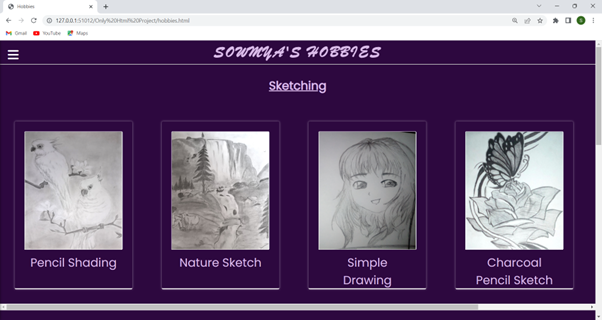 Hobbies
127.0.0.1:51012/Only%20Html%20Project/hobbies.html
S
Gmail
YouTube
Maps
SOUMYA'S HOBBIES
Sketching
Pencil Shading
Nature Sketch
Simple
Drawing
Charcoal
Pencil Sketch